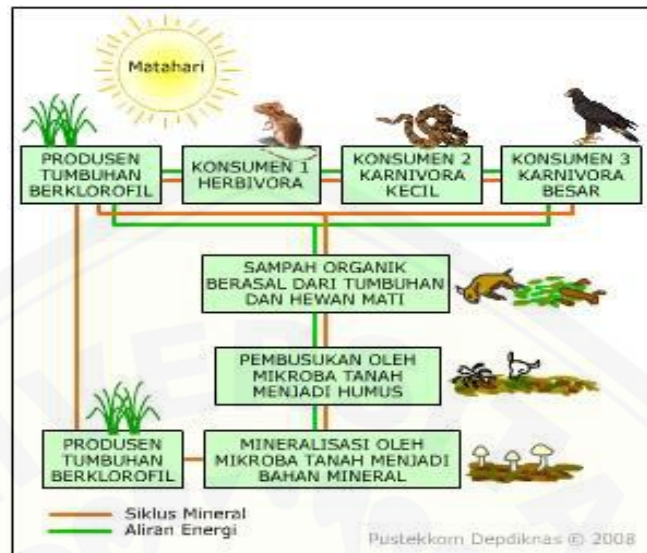 Matahari
PRODUSEN
TUMBUHAN
BERKLOROFIL
KONSUMEN 1
HERBIVORA
KONSUMEN 2
KARNIVORA
KECIL
KONSUMEN 3
KARNIVORA
BESAR
SAMPAH ORGANIK
BERASAL DARI TUMBUHAN
DAN HEWAN MATI
PEMBUSUKAN OLEH
MIKROBA TANAH
MENJADI HUMUS
PRODUSEN
TUMBUHAN
BERKLOROFIL
MINERALISASI OLEH
MIKROBA TANAH MENJADI
BAHAN MINERAL
Siklus Mineral
Aliran Energi
Pustekkom Depdiknas © 2008